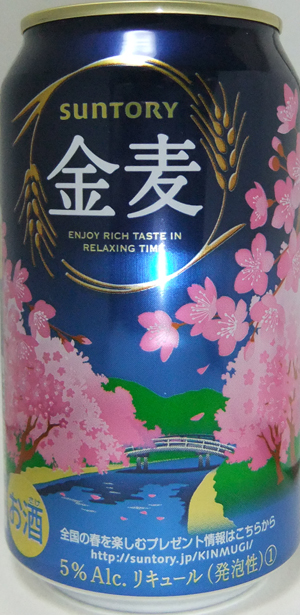 SUNTORY
金麦
ENJOY RICH TASTE IN
RELAXING TIME
お酒
全国の春を楽しむプレゼント情報はこちらから
http://suntory.jp/KINMUGI/
5% Alc. リキュール(発泡性)①